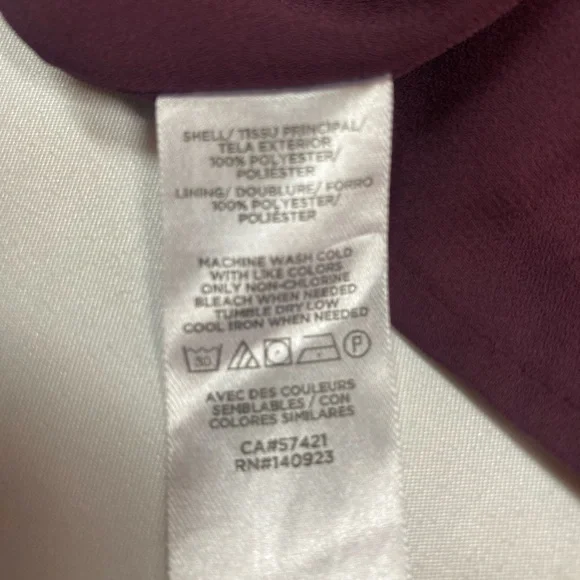 SHELL/ TISSU PRINCIPAL/
TELA EXTERIOR
100% POLYESTER/
POLIÉSTER
LINING/ DOUBLURE/ FORRO
100% POLYESTER/
POLIÉSTER
MACHINE WASH COLD
WITH LIKE COLORS
ONLY NON-CHLORINE
BLEACH WHEN NEEDED
TUMBLE DRY LOW
COOL IRON WHEN NEEDED
30 P
AVEC DES COULEURS
SEMBLABLES / CON
COLORES SIMILARES
CA#57421
RN#140923